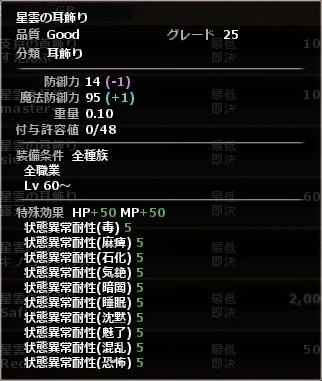 星雲の耳飾り
品質 Good グレード 25
分類 耳飾り
防御力 14 (-1)
魔法防御力 95 (+1)
重量 0.10
付与許容値 0/48
装備条件 全種族
全職業
Lv 60～
特殊効果 HP+50 MP+50
状態異常耐性(毒) 5
状態異常耐性(麻痺) 5
状態異常耐性(石化) 5
状態異常耐性(気絶) 5
状態異常耐性(暗闇) 5
状態異常耐性(睡眠) 5
状態異常耐性(沈黙) 5
状態異常耐性(魅了) 5
状態異常耐性(混乱) 5
状態異常耐性(恐怖) 5